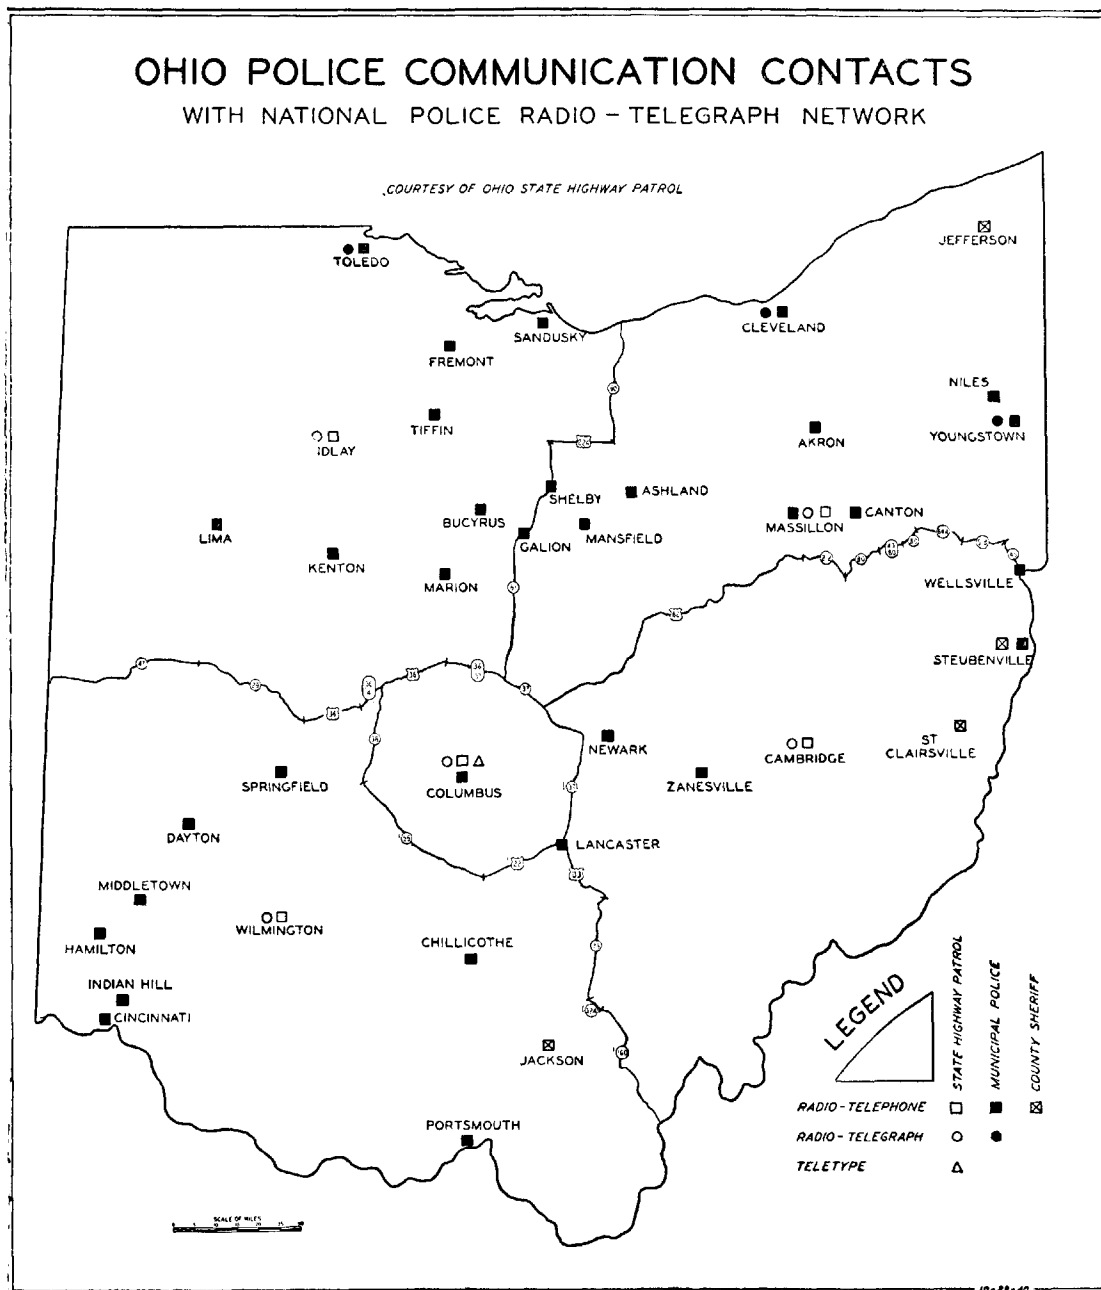 OHIO POLICE COMMUNICATION CONTACTS
WITH NATIONAL POLICE RADIO - TELEGRAPH NETWORK
COURTESY OF OHIO STATE HIGHWAY PATROL
JEFFERSON
TOLEDO
CLEVELAND
SANDUSKY
FREMONT
NILES
TIFFIN
AKRON
YOUNGSTOWN
IDLAY
SHELBY
ASHLAND
BUCYRUS
MASSILLON
CANTON
LIMA
GALION
MANSFIELD
KENTON
MARION
WELLSVILLE
STEUBENVILLE
NEWARK
ST
CLAIRSVILLE
CAMBRIDGE
SPRINGFIELD
COLUMBUS
ZANESVILLE
DAYTON
LANCASTER
MIDDLETOWN
WILMINGTON
HAMILTON
CHILLICOTHE
INDIAN HILL
CINCINNATI
JACKSON
PORTSMOUTH
LEGEND
STATE HIGHWAY PATROL
MUNICIPAL POLICE
COUNTY SHERIFF
RADIO - TELEPHONE
RADIO - TELEGRAPH
TELETYPE
SCALE OF MILES